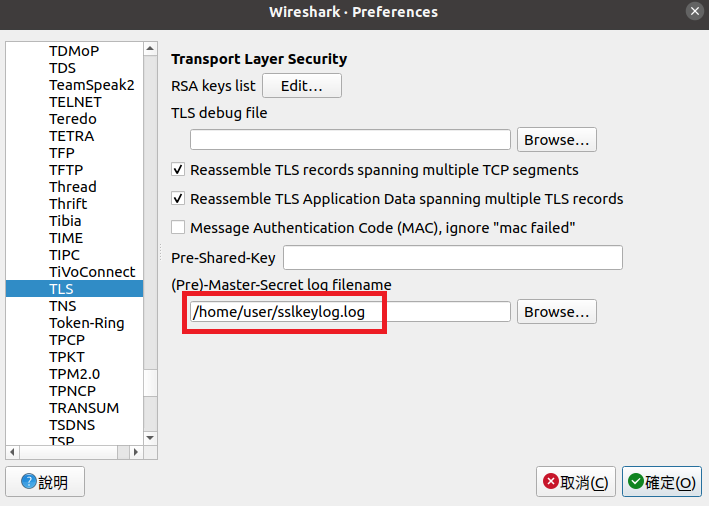 Wireshark · Preferences
TDMoP
TDS
TeamSpeak2
TELNET
Teredo
TETRA
TFP
TFTP
Thread
Thrift
Tibia
TIME
TIPC
TiVoConnect
TLS
TNS
Token-Ring
TPCP
TPKT
TPM2.0
TPNCP
TRANSUM
TSDNS
TSP
Transport Layer Security
RSA keys list Edit…
TLS debug file
Browse…
Reassemble TLS records spanning multiple TCP segments
Reassemble TLS Application Data spanning multiple TLS records
Message Authentication Code (MAC), ignore "mac failed"
Pre-Shared-Key
(Pre)-Master-Secret log filename
/home/user/sslkeylog.log Browse…
?說明 取消(C) 確定(O)